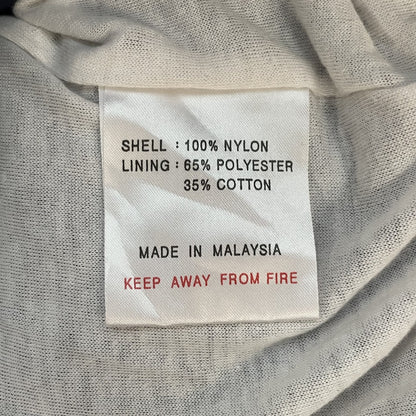 SHELL : 100% NYLON
LINING : 65% POLYESTER
35% COTTON
MADE IN MALAYSIA
KEEP AWAY FROM FIRE